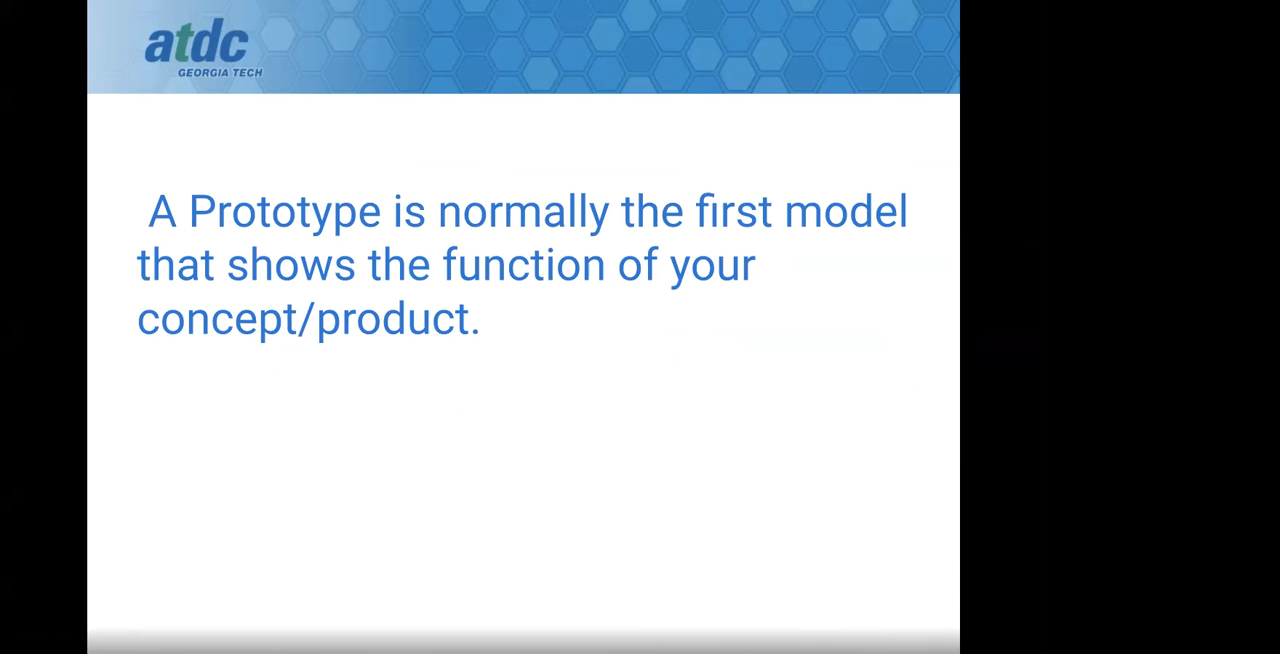 atdc
GEORGIA TECH
A Prototype is normally the first model
that shows the function of your
concept/product.